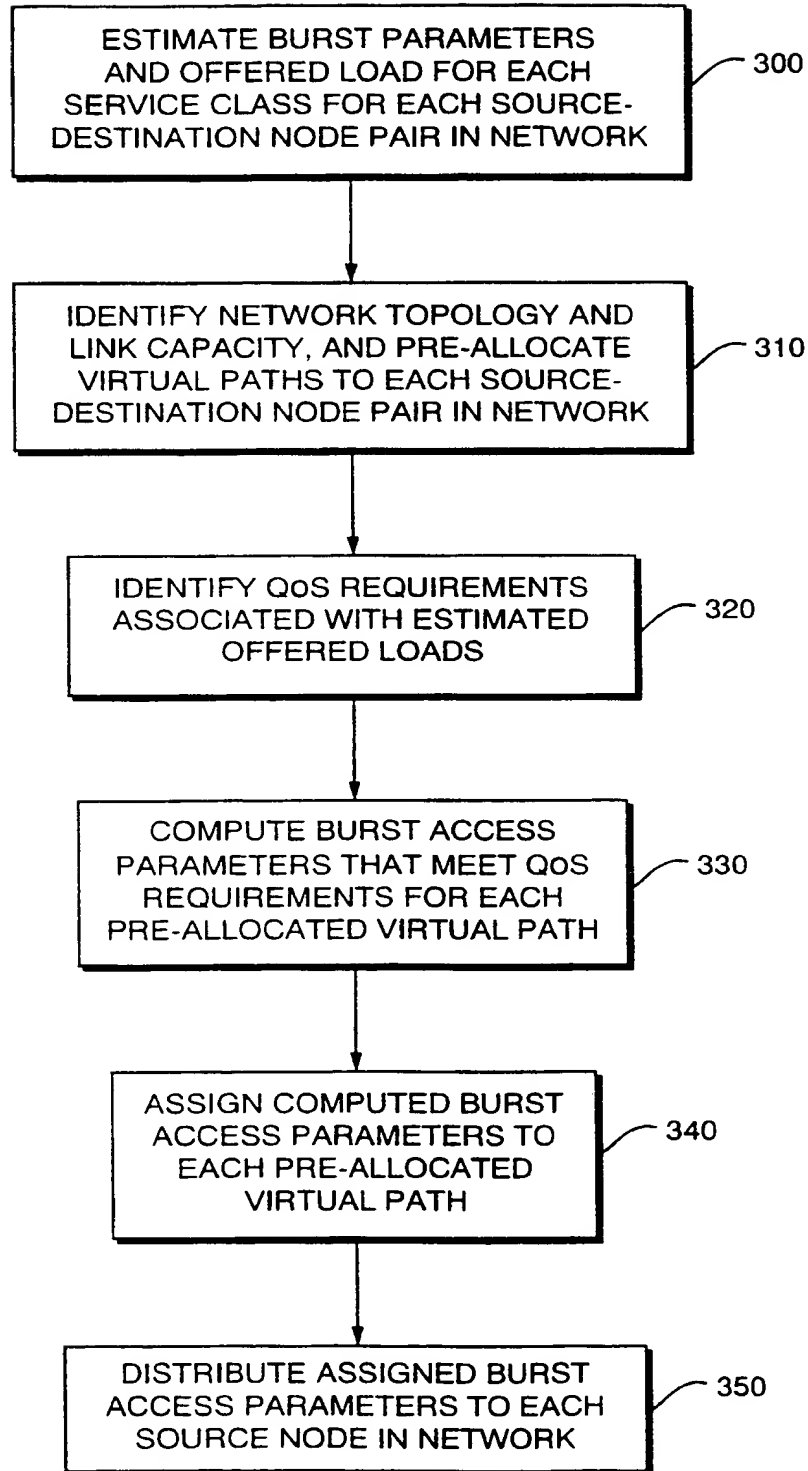 ESTIMATE BURST PARAMETERS
AND OFFERED LOAD FOR EACH
SERVICE CLASS FOR EACH SOURCE-
DESTINATION NODE PAIR IN NETWORK
300
IDENTIFY NETWORK TOPOLOGY AND
LINK CAPACITY, AND PRE-ALLOCATE
VIRTUAL PATHS TO EACH SOURCE-
DESTINATION NODE PAIR IN NETWORK
310
IDENTIFY QoS REQUIREMENTS
ASSOCIATED WITH ESTIMATED
OFFERED LOADS
320
COMPUTE BURST ACCESS
PARAMETERS THAT MEET QoS
REQUIREMENTS FOR EACH
PRE-ALLOCATED VIRTUAL PATH
330
ASSIGN COMPUTED BURST
ACCESS PARAMETERS TO
EACH PRE-ALLOCATED
VIRTUAL PATH
340
DISTRIBUTE ASSIGNED BURST
ACCESS PARAMETERS TO EACH
SOURCE NODE IN NETWORK
350